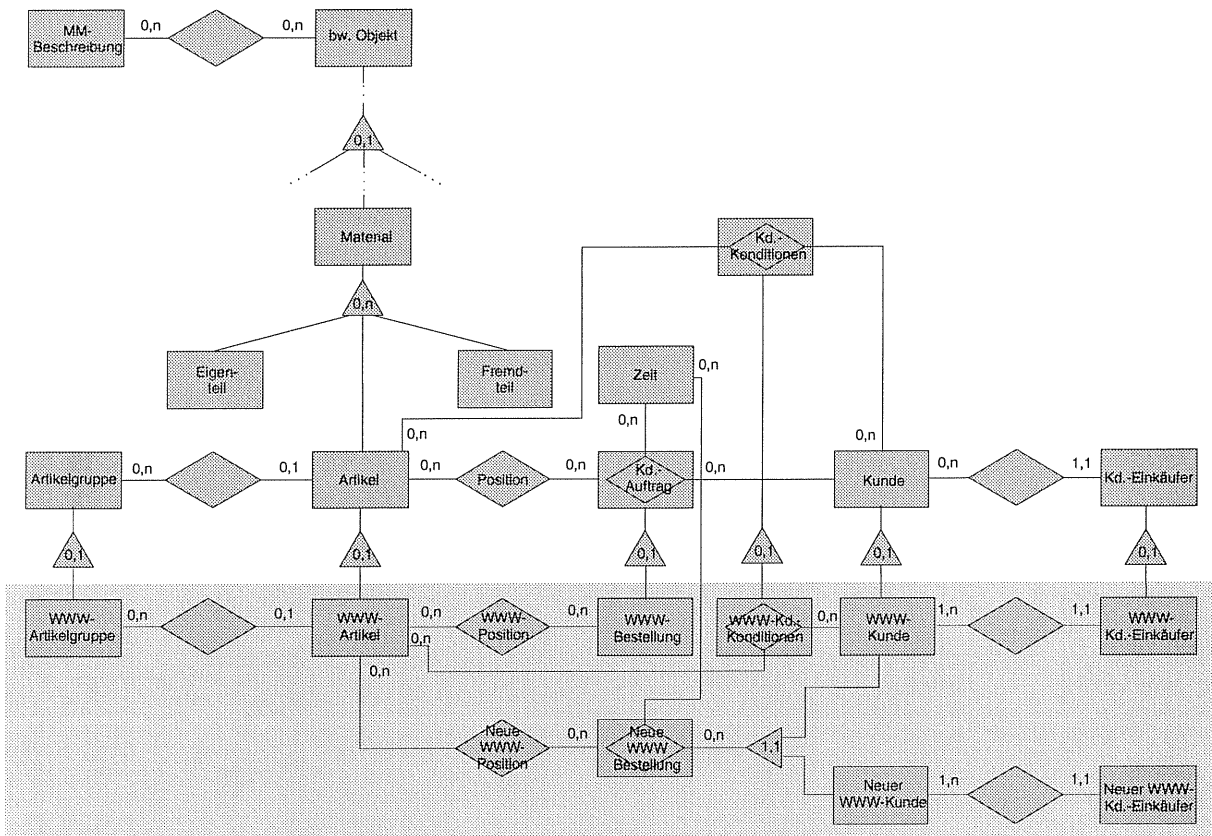 MM-
Beschreibung
0,n
0,n
bw. Objekt
0,1
Material
0,n
Eigen-
teil
Fremd-
teil
Zeit
0,n
0,n
Kd.-
Konditionen
0,n
0,n
Artikelgruppe
0,n
0,1
Artikel
0,n
Position
0,n
Kd.-
Auftrag
0,n
Kunde
0,n
1,1
Kd.-Einkäufer
0,1
0,1
0,1
0,1
0,1
0,1
WWW-
Artikelgruppe
0,n
0,1
WWW-
Artikel
0,n
0,n
0,n
WWW-
Position
0,n
WWW-
Bestellung
WWW-Kd.-
Konditionen
0,n
WWW-
Kunde
1,n
1,1
WWW-
Kd.-Einkäufer
Neue
WWW-
Position
0,n
Neue
WWW
Bestellung
0,n
1,1
Neuer
WWW-Kunde
1,n
1,1
Neuer WWW-
Kd.-Einkäufer